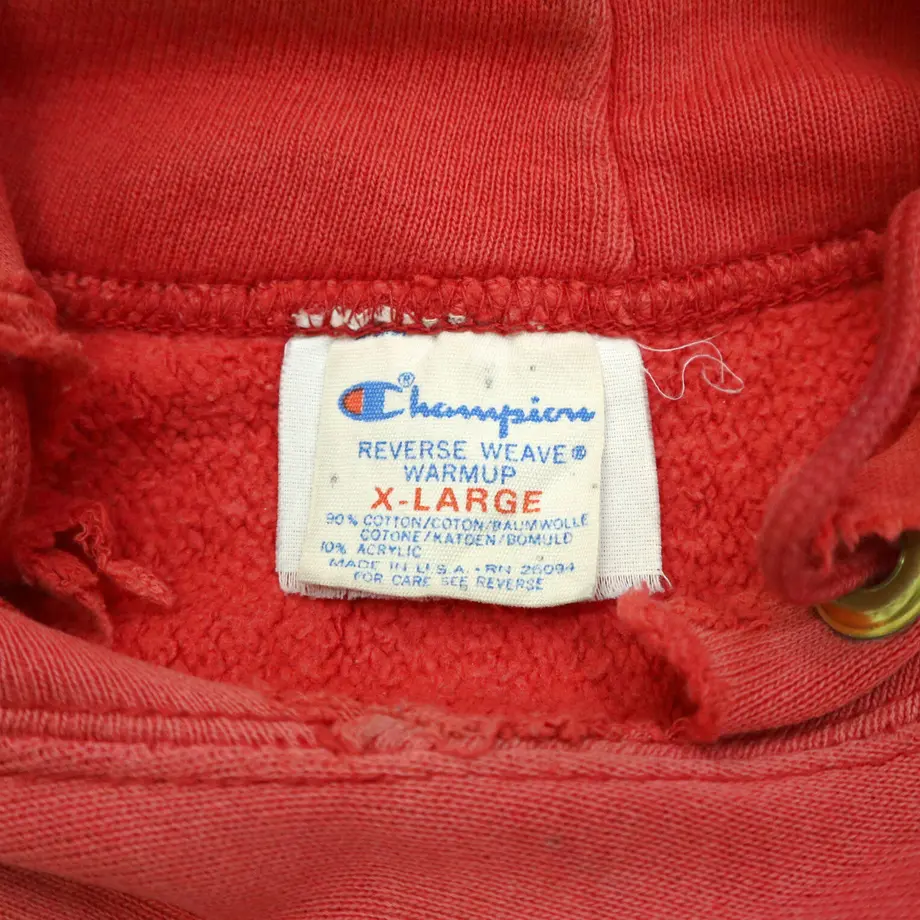 Champion®
REVERSE WEAVE®
WARMUP
X-LARGE
90% COTTON/COTON/BAUMWOLLE
COTONE/KATOEN/BOMULD
10% ACRYLIC
MADE IN U.S.A. - RN 26094
FOR CARE SEE REVERSE